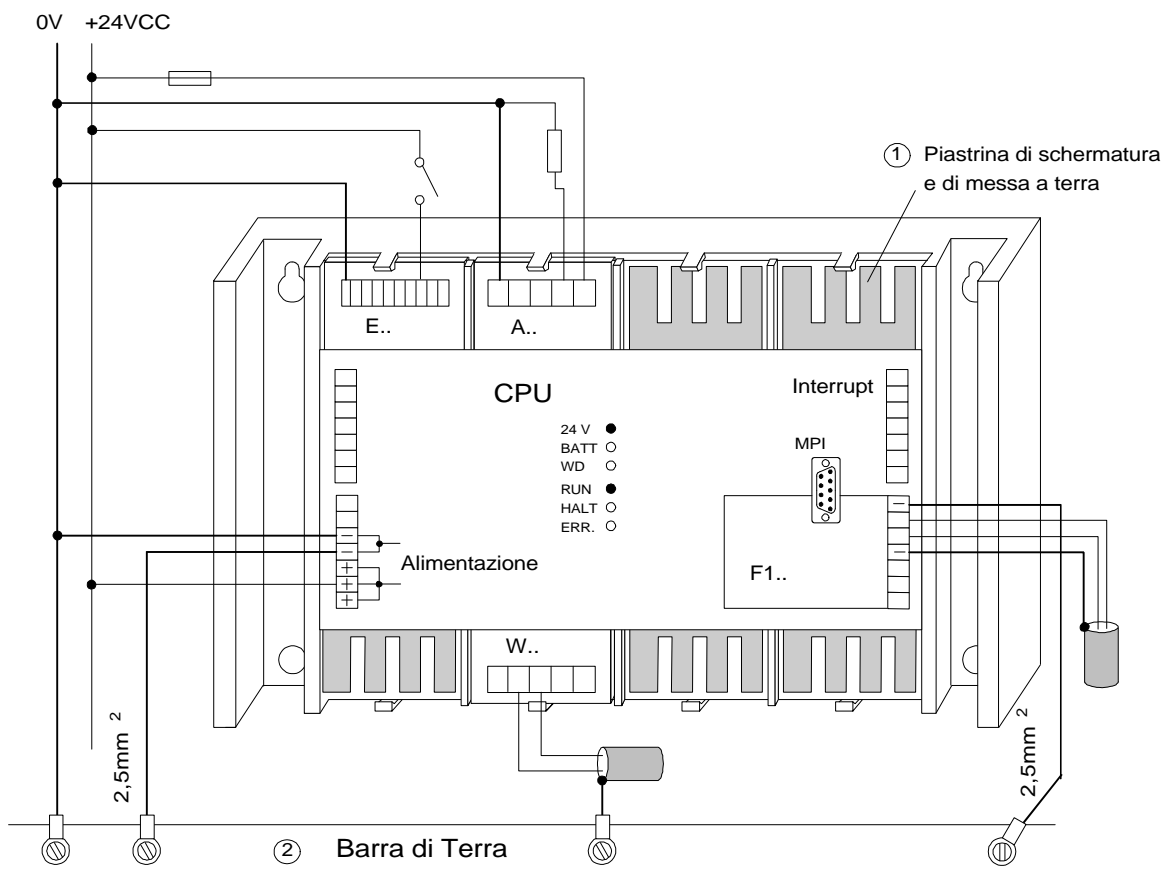 0V +24VCC
1 Piastrina di schermatura
e di messa a terra
E..
A..
CPU
Interrupt
24 V
BATT
WD
RUN
HALT
ERR.
MPI
−
−
+
+
+
Alimentazione
−
−
F1..
W..
2,5mm 2
2,5mm 2
2 Barra di Terra